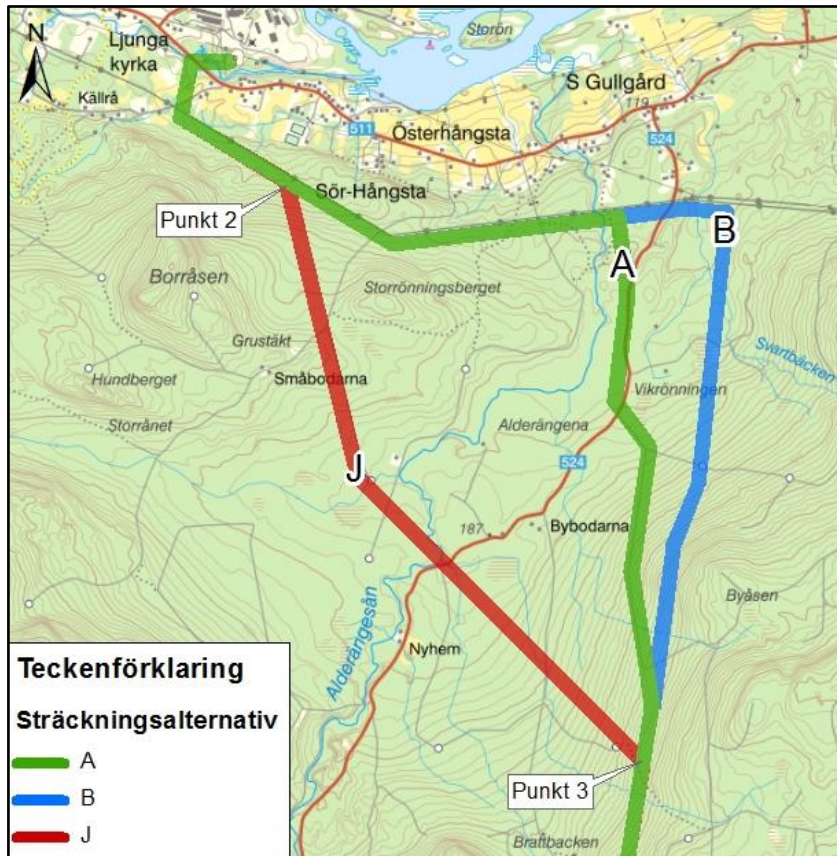 N
Ljunga
kyrka
Storön
Källrå
S Gullgård
119
511
Österhångsta
524
Sör-Hångsta
Punkt 2
B
A
Borråsen
Storrönningsberget
Grustäkt
Svartbäcken
Hundberget
Småbodarna
Vikrönningen
Storrånet
Alderängena
J
524
187
Bybodarna
Byåsen
Alderängesån
Nyhem
Teckenförklaring
Sträckningsalternativ
A
B
J
Punkt 3
Brattbacken